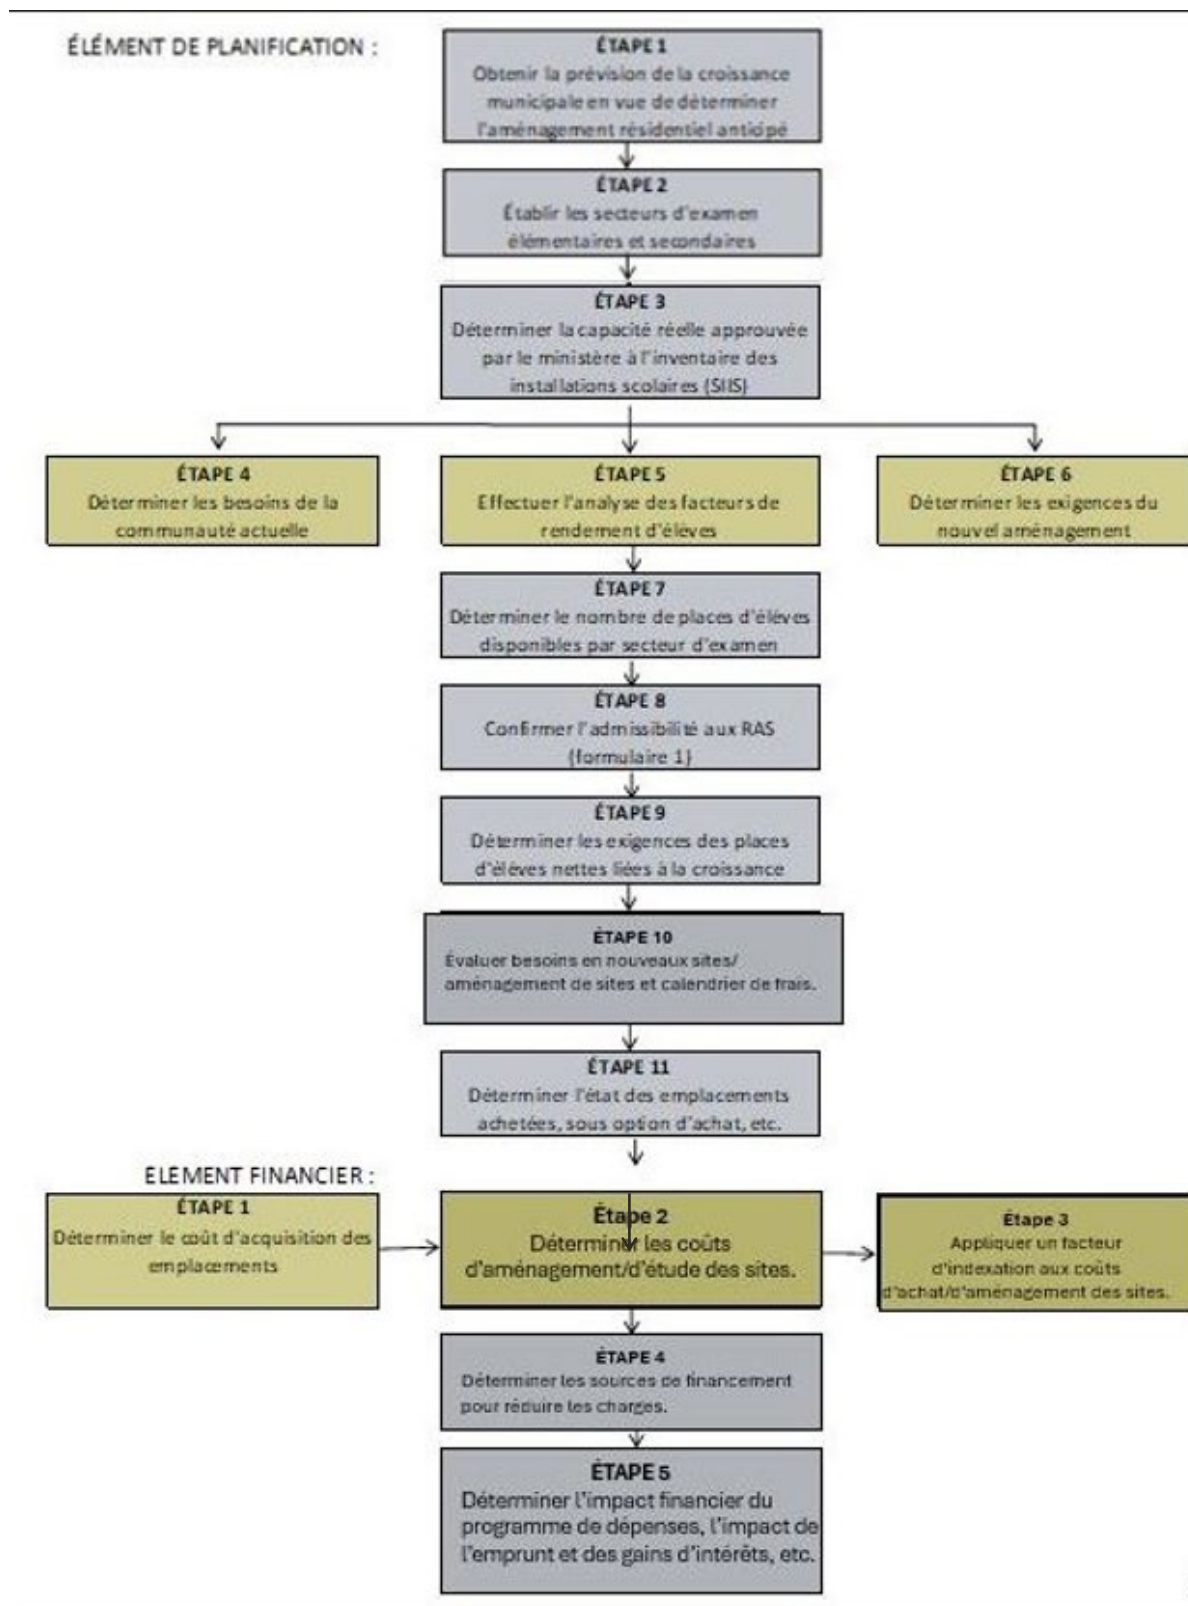 ÉLÉMENT DE PLANIFICATION :
ÉTAPE 1
Obtenir la prévision de la croissance
municipale en vue de déterminer
l'aménagement résidentiel anticipé
ÉTAPE 2
Établir les secteurs d'examen
élémentaires et secondaires
ÉTAPE 3
Déterminer la capacité réelle approuvée
par le ministère à l'inventaire des
installations scolaires (SIIS)
ÉTAPE 4
Déterminer les besoins de la
communauté actuelle
ÉTAPE 5
Effectuer l'analyse des facteurs de
rendement d'élèves
ÉTAPE 6
Déterminer les exigences du
nouvel aménagement
ÉTAPE 7
Déterminer le nombre de places d'élèves
disponibles par secteur d'examen
ÉTAPE 8
Confirmer l'admissibilité aux RAS
(formulaire 1)
ÉTAPE 9
Déterminer les exigences des places
d'élèves nettes liées à la croissance
ÉTAPE 10
Évaluer besoins en nouveaux sites/
aménagement de sites et calendrier de frais.
ÉTAPE 11
Déterminer l'état des emplacements
achetées, sous option d'achat, etc.
ELEMENT FINANCIER :
ÉTAPE 1
Déterminer le coût d'acquisition des
emplacements
Étape 2
Déterminer les coûts
d'aménagement/d'étude des sites.
Étape 3
Appliquer un facteur
d'indexation aux coûts
d'achat/d'aménagement des sites.
ÉTAPE 4
Déterminer les sources de financement
pour réduire les charges.
ÉTAPE 5
Déterminer l'impact financier du
programme de dépenses, l'impact de
l'emprunt et des gains d'intérêts, etc.